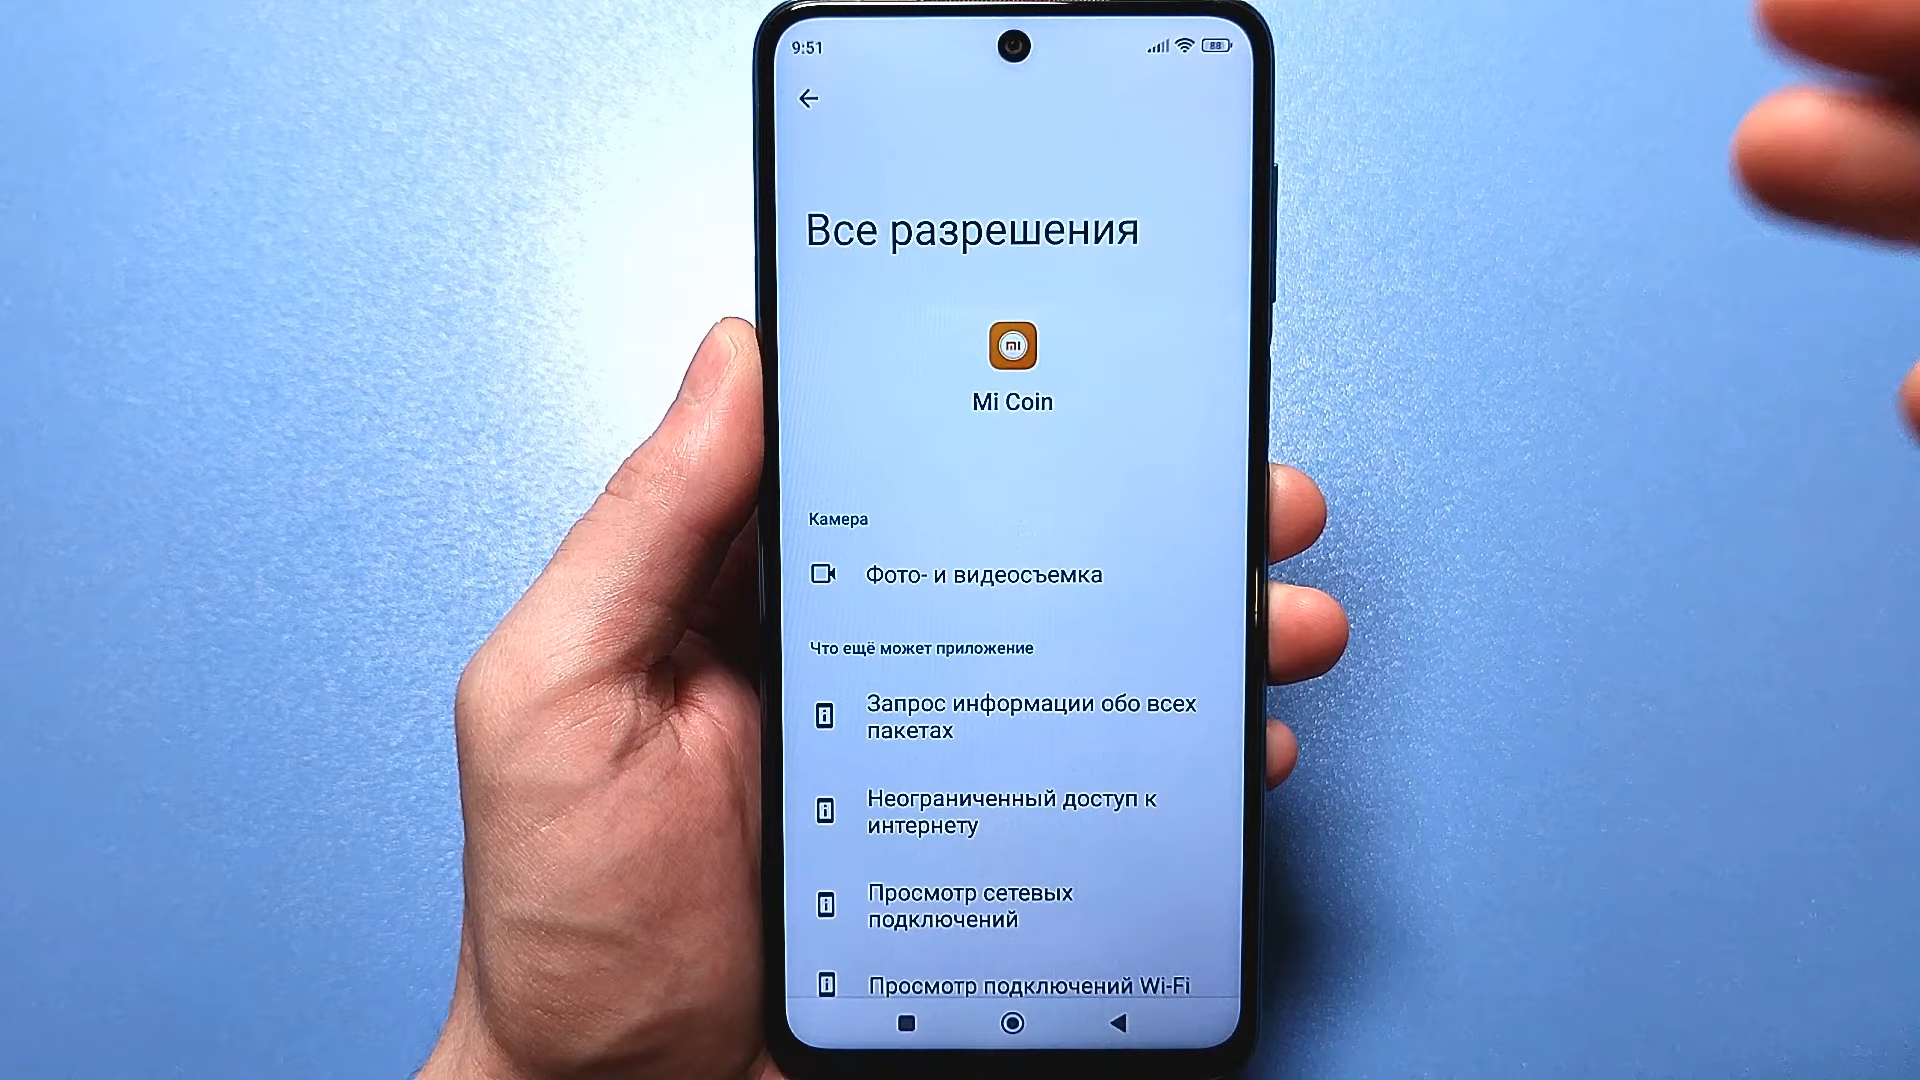 9:51
88
Все разрешения
mi
Mi Coin
Камера
Фото- и видеосъемка
Что ещё может приложение
Запрос информации обо всех
пакетах
Неограниченный доступ к
интернету
Просмотр сетевых
подключений
Просмотр подключений Wi-Fi